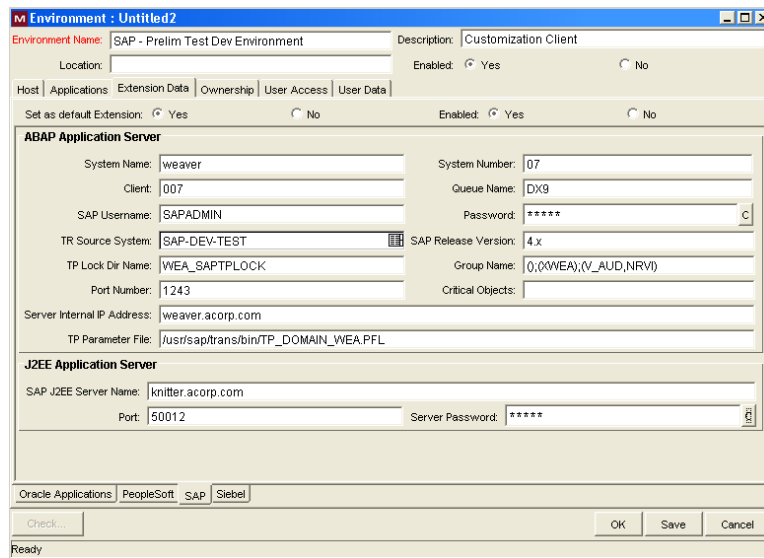 M Environment : Untitled2
Environment Name: SAP - Prelim Test Dev Environment Description: Customization Client
Location: Enabled: Yes No
Host Applications Extension Data Ownership User Access User Data
Set as default Extension: Yes No Enabled: Yes No
ABAP Application Server
System Name: weaver System Number: 07
Client: 007 Queue Name: DX9
SAP Username: SAPADMIN Password: ***** C
TR Source System: SAP-DEV-TEST SAP Release Version: 4.x
TP Lock Dir Name: WEA_SAPTPLOCK Group Name: ();(XWEA);(V_AUD,NRVI)
Port Number: 1243 Critical Objects:
Server Internal IP Address: weaver.acorp.com
TP Parameter File: /usr/sap/trans/bin/TP_DOMAIN_WEA.PFL
J2EE Application Server
SAP J2EE Server Name: knitter.acorp.com
Port: 50012 Server Password: *****
Oracle Applications PeopleSoft SAP Siebel
Check... OK Save Cancel
Ready